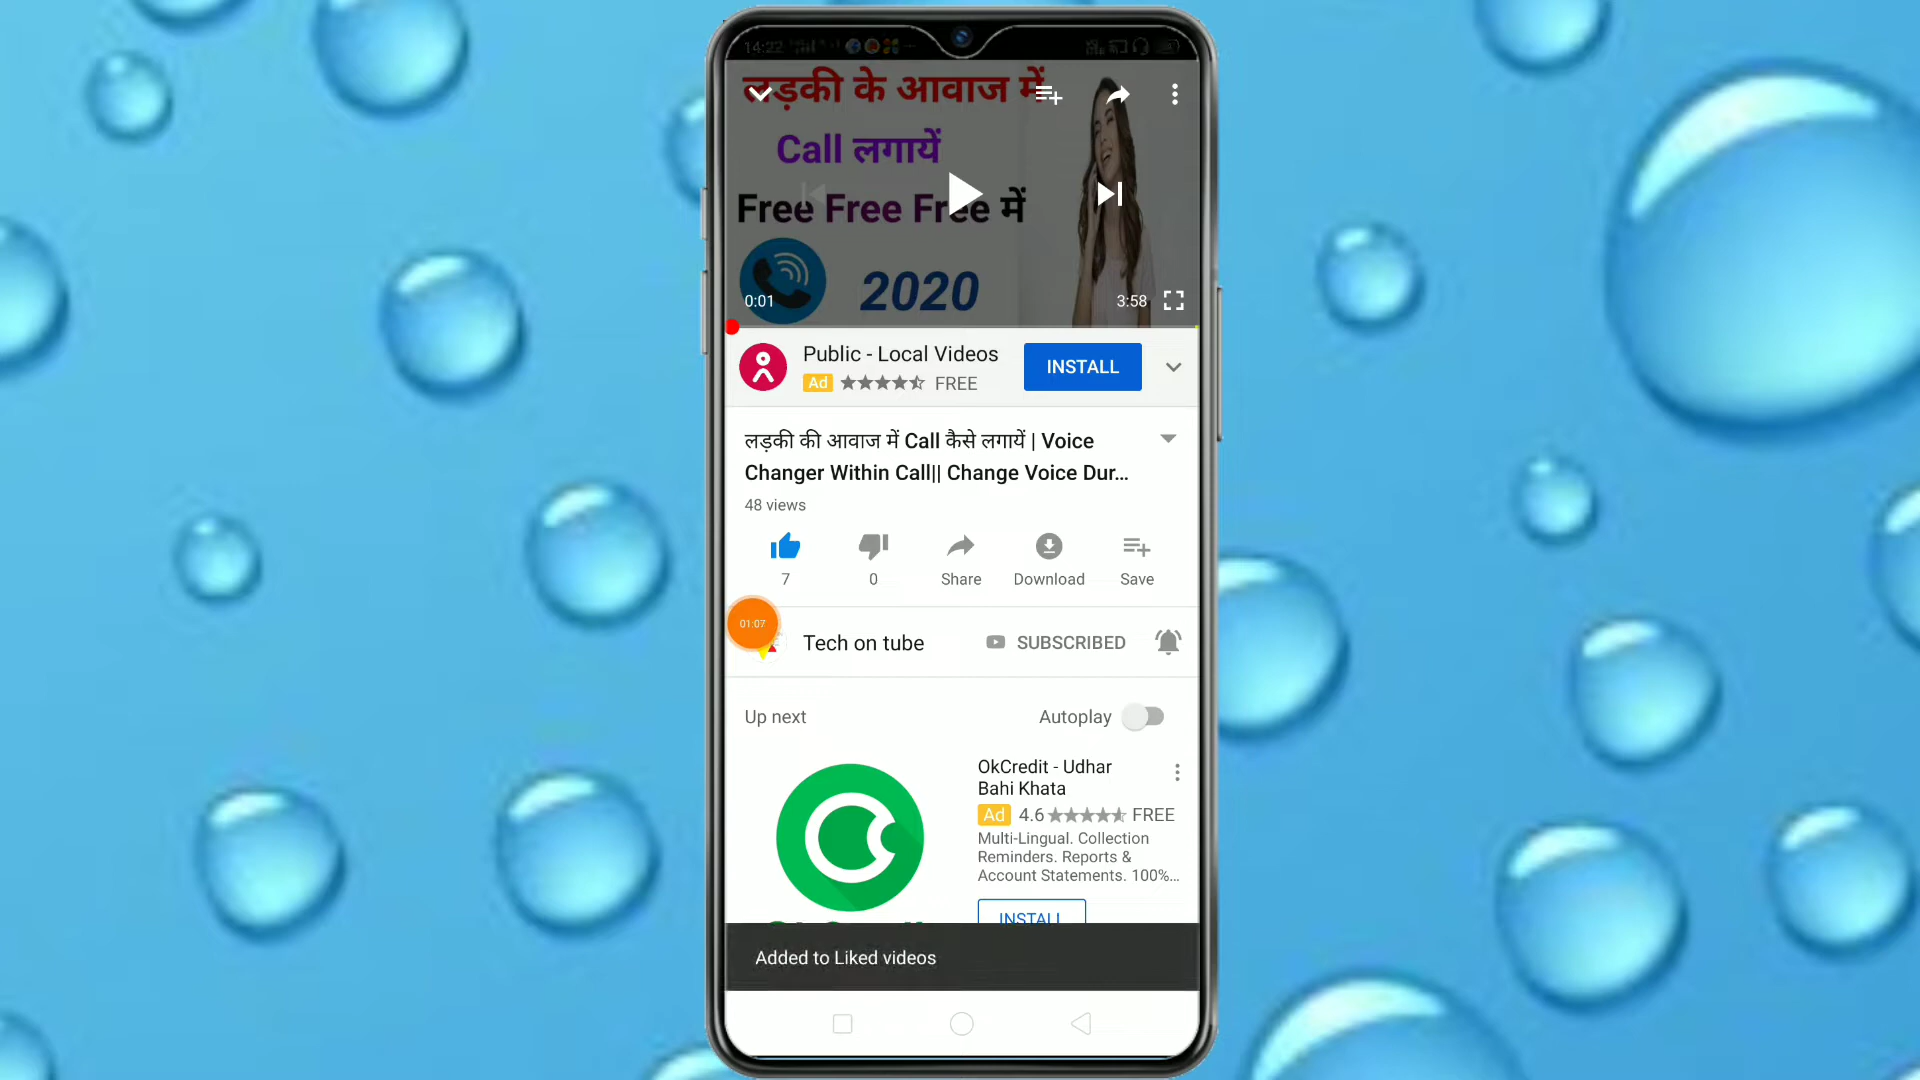 14:22
लड़की के आवाज में
Call लगायें
Free Free Free में
2020
0:01
3:58
Public - Local Videos
INSTALL
Ad
FREE
लड़की की आवाज में Call कैसे लगायें | Voice
Changer Within Call|| Change Voice Dur...
48 views
7
0
Share
Download
Save
01:07
Tech on tube
SUBSCRIBED
Up next
Autoplay
OkCredit - Udhar
Bahi Khata
Ad 4.6 FREE
Multi-Lingual. Collection
Reminders. Reports &
Account Statements. 100%...
INSTALL
Added to Liked videos